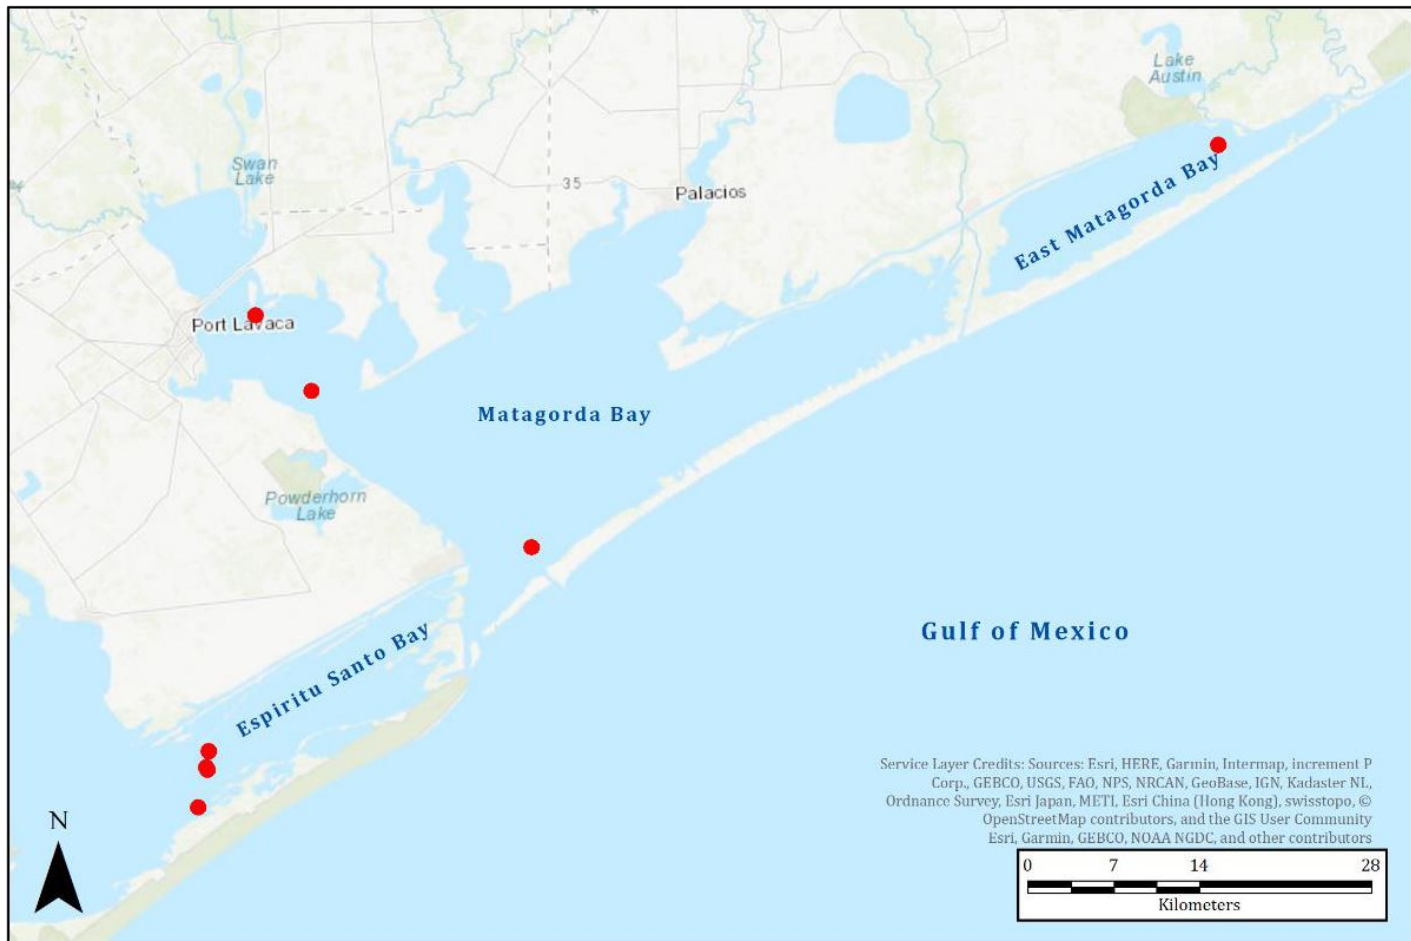 Lake
Austin
Swan
Lake
35
Palacios
East Matagorda Bay
Port Lavaca
Matagorda Bay
Powderhorn
Lake
Gulf of Mexico
Espiritu Santo Bay
Service Layer Credits: Sources: Esri, HERE, Garmin, Intermap, increment P
Corp., GEBCO, USGS, FAO, NPS, NRCAN, GeoBase, IGN, Kadaster NL,
Ordnance Survey, Esri Japan, METI, Esri China (Hong Kong), swisstopo, ©
OpenStreetMap contributors, and the GIS User Community
Esri, Garmin, GEBCO, NOAA NGDC, and other contributors
N
0 7 14 28
Kilometers